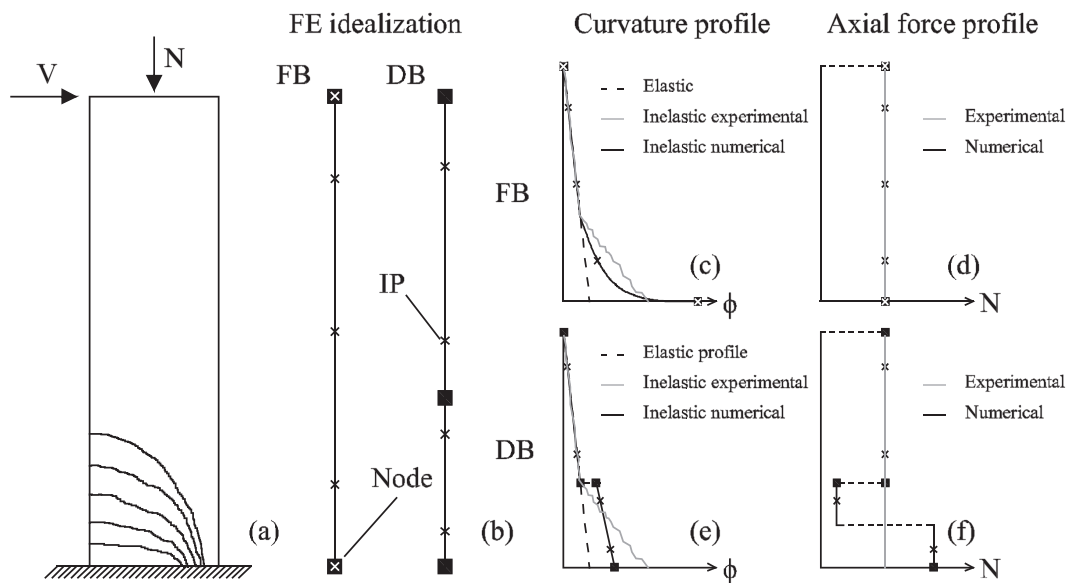 FE idealization
Curvature profile
Axial force profile
V
N
FB
DB
IP
Node
(a)
(b)
FB
Elastic
Inelastic experimental
Inelastic numerical
(c)
ϕ
Experimental
Numerical
(d)
N
DB
Elastic profile
Inelastic experimental
Inelastic numerical
(e)
ϕ
Experimental
Numerical
(f)
N